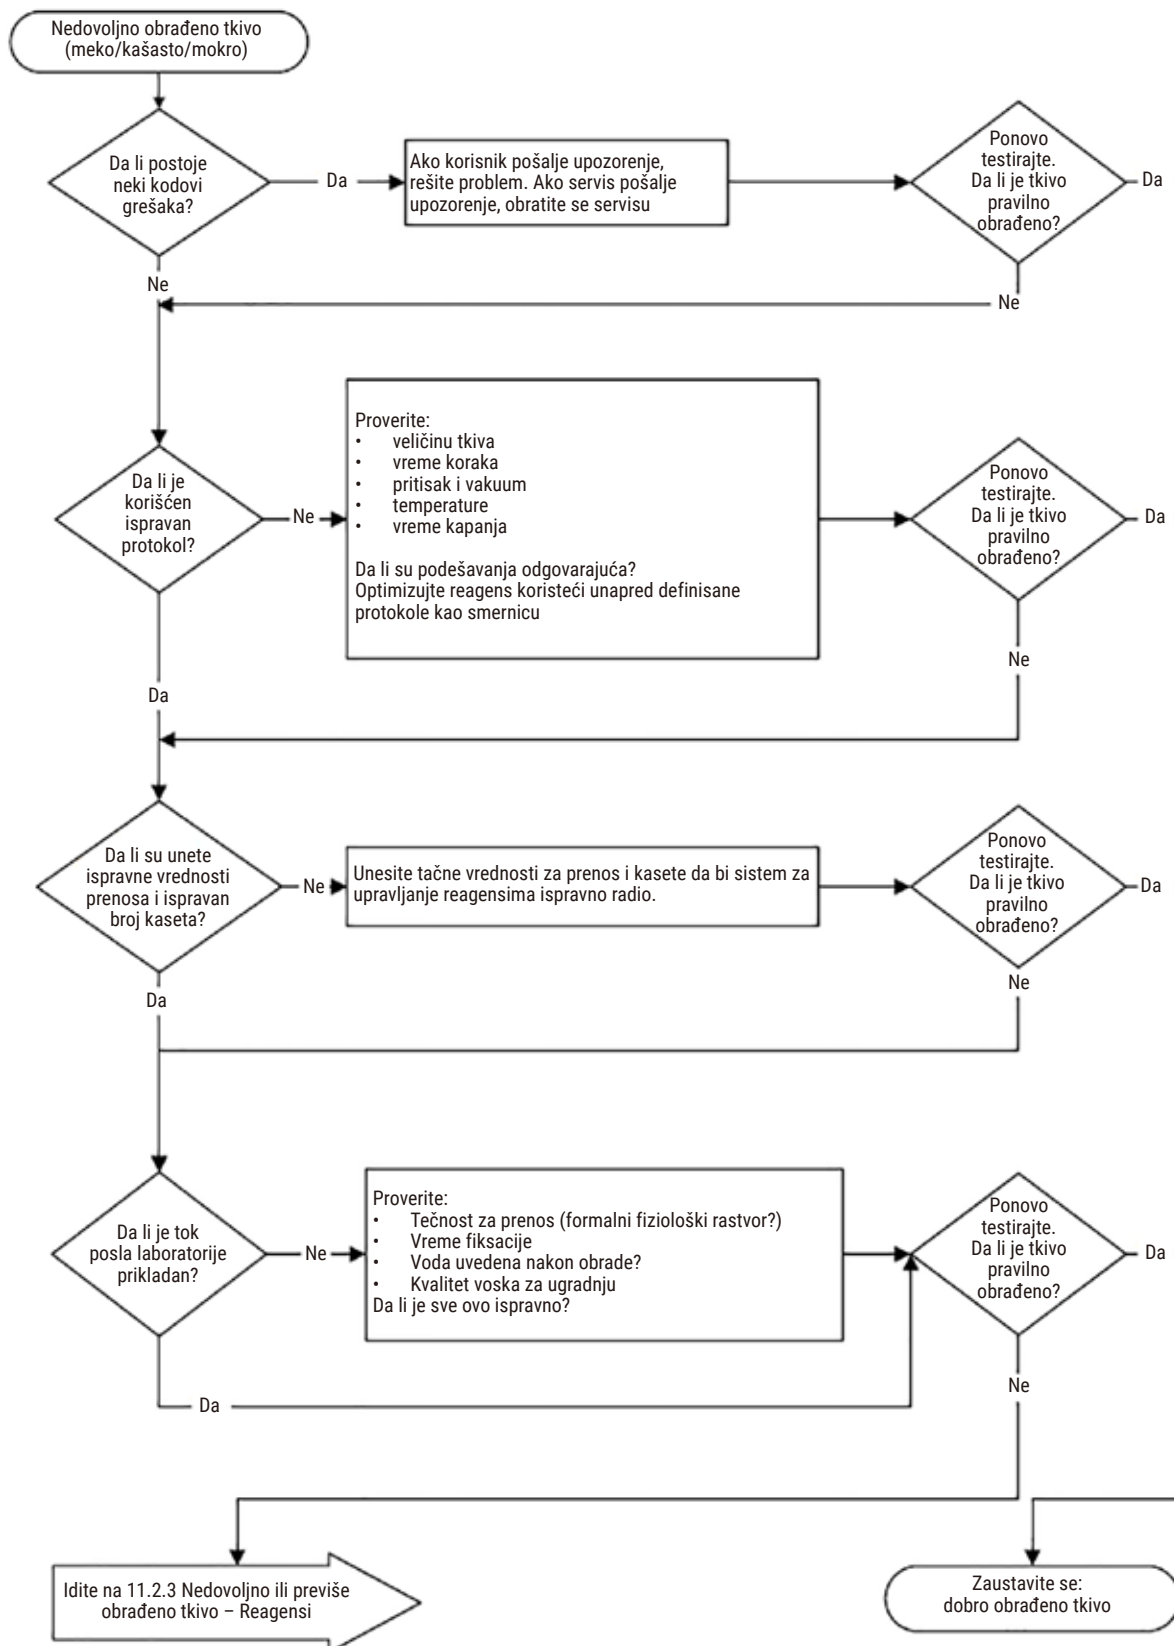 Nedovoljno obrađeno tkivo
(meko/kašasto/mokro)
Da li postoje
neki kodovi
grešaka?
Da
Ako korisnik pošalje upozorenje,
rešite problem. Ako servis pošalje
upozorenje, obratite se servisu
Ponovo
testirajte.
Da li je tkivo
pravilno
obrađeno?
Da
Ne
Ne
Da li je
korišćen
ispravan
protokol?
Ne
Proverite:
• veličinu tkiva
• vreme koraka
• pritisak i vakuum
• temperature
• vreme kapanja
Da li su podešavanja odgovarajuća?
Optimizujte reagens koristeći unapred definisane
protokole kao smernicu
Ponovo
testirajte.
Da li je tkivo
pravilno
obrađeno?
Da
Ne
Da
Da li su unete
ispravne vrednosti
prenosa i ispravan
broj kaseta?
Ne
Unesite tačne vrednosti za prenos i kasete da bi sistem za
upravljanje reagensima ispravno radio.
Ponovo
testirajte.
Da li je tkivo
pravilno
obrađeno?
Da
Ne
Da
Da li je tok
posla laboratorije
prikladan?
Ne
Proverite:
• Tečnost za prenos (formalni fiziološki rastvor?)
• Vreme fiksacije
• Voda uvedena nakon obrade?
• Kvalitet voska za ugradnju
Da li je sve ovo ispravno?
Ponovo
testirajte.
Da li je tkivo
pravilno
obrađeno?
Da
Ne
Da
Idite na 11.2.3 Nedovoljno ili previše
obrađeno tkivo – Reagensi
Zaustavite se:
dobro obrađeno tkivo